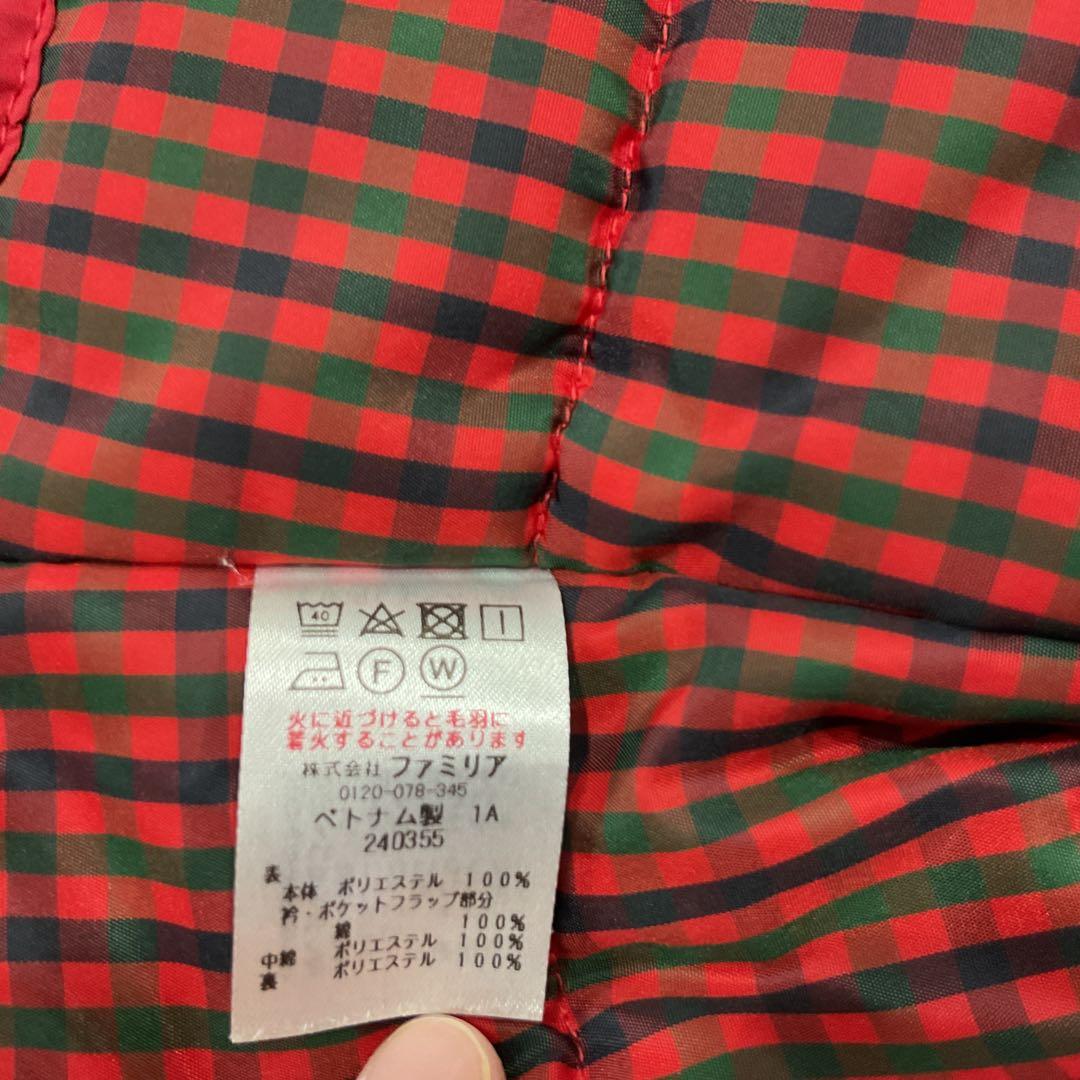 40
F W
火に近づけると毛羽に
着火することがあります
株式会社 ファミリア
0120-078-345
ベトナム製 1A
240355
表
本体 ポリエステル 100%
衿・ポケットフラップ部分
綿 100%
中綿 ポリエステル 100%
裏 ポリエステル 100%